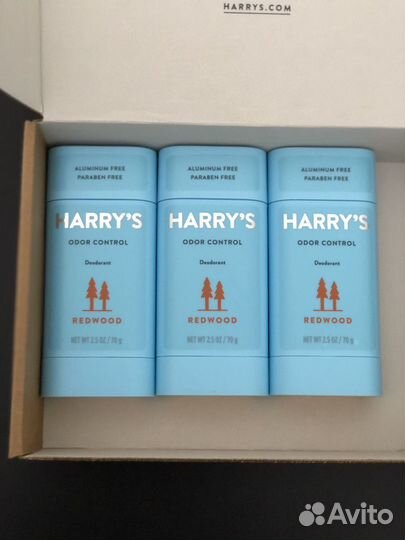 HARRYS.COM
ALUMINUM FREE
PARABEN FREE
HARRY'S
ODOR CONTROL
Deodorant
REDWOOD
NET WT 2.5 OZ / 70 g
ALUMINUM FREE
PARABEN FREE
HARRY'S
ODOR CONTROL
Deodorant
REDWOOD
NET WT 2.5 OZ / 70 g
ALUMINUM FREE
PARABEN FREE
HARRY'S
ODOR CONTROL
Deodorant
REDWOOD
NET WT 2.5 OZ / 70 g
Avito